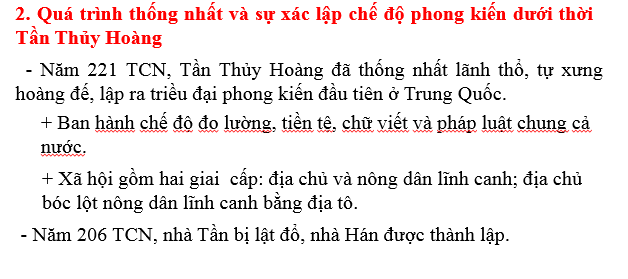 2. Quá trình thống nhất và sự xác lập chế độ phong kiến dưới thời
Tần Thủy Hoàng
- Năm 221 TCN, Tần Thủy Hoàng đã thống nhất lãnh thổ, tự xưng
hoàng đế, lập ra triều đại phong kiến đầu tiên ở Trung Quốc.
+ Ban hành chế độ đo lường, tiền tệ, chữ viết và pháp luật chung cả
nước.
+ Xã hội gồm hai giai cấp: địa chủ và nông dân lĩnh canh; địa chủ
bóc lột nông dân lĩnh canh bằng địa tô.
- Năm 206 TCN, nhà Tần bị lật đổ, nhà Hán được thành lập.